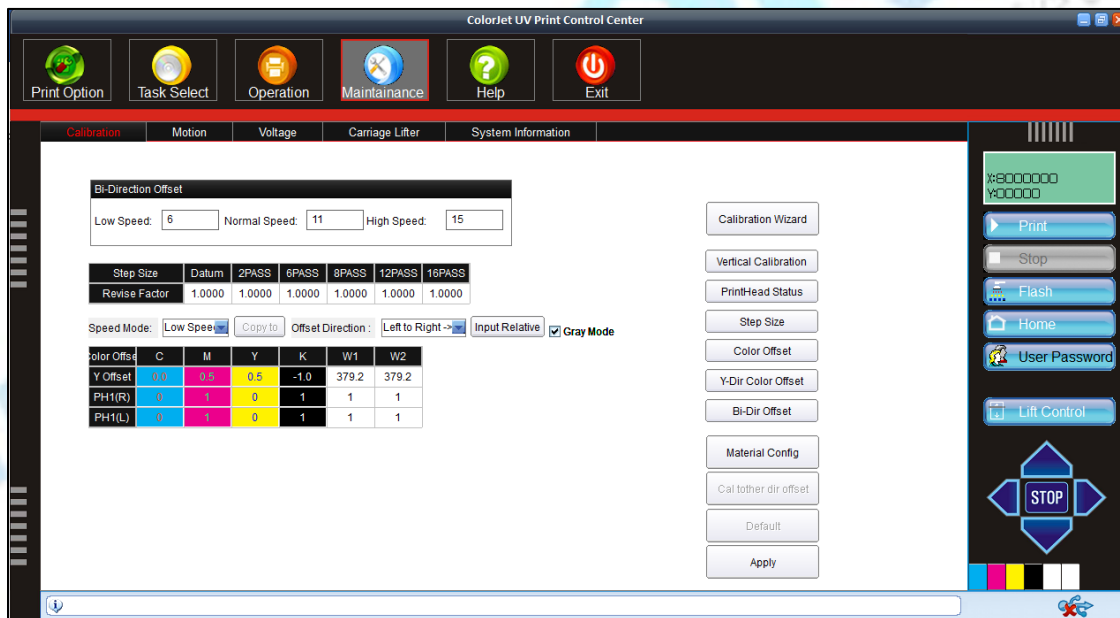 ColorJet UV Print Control Center
Print Option Task Select Operation Maintainance Help Exit
Calibration Motion Voltage Carriage Lifter System Information
Bi-Direction Offset
Low Speed: 6 Normal Speed: 11 High Speed: 15
Step Size Datum 2PASS 6PASS 8PASS 12PASS 16PASS
Revise Factor 1.0000 1.0000 1.0000 1.0000 1.0000 1.0000
Speed Mode: Low Spee Copy to Offset Direction : Left to Right -> Input Relative Gray Mode
Color Offse C M Y K W1 W2
Y Offset 0.0 0.5 0.5 -1.0 379.2 379.2
PH1(R) 0 1 0 1 1 1
PH1(L) 0 1 0 1 1 1
Calibration Wizard
Vertical Calibration
PrintHead Status
Step Size
Color Offset
Y-Dir Color Offset
Bi-Dir Offset
Material Config
Cal tother dir offset
Default
Apply
X:8000000
Y:00000
Print
Stop
Flash
Home
User Password
Lift Control
STOP